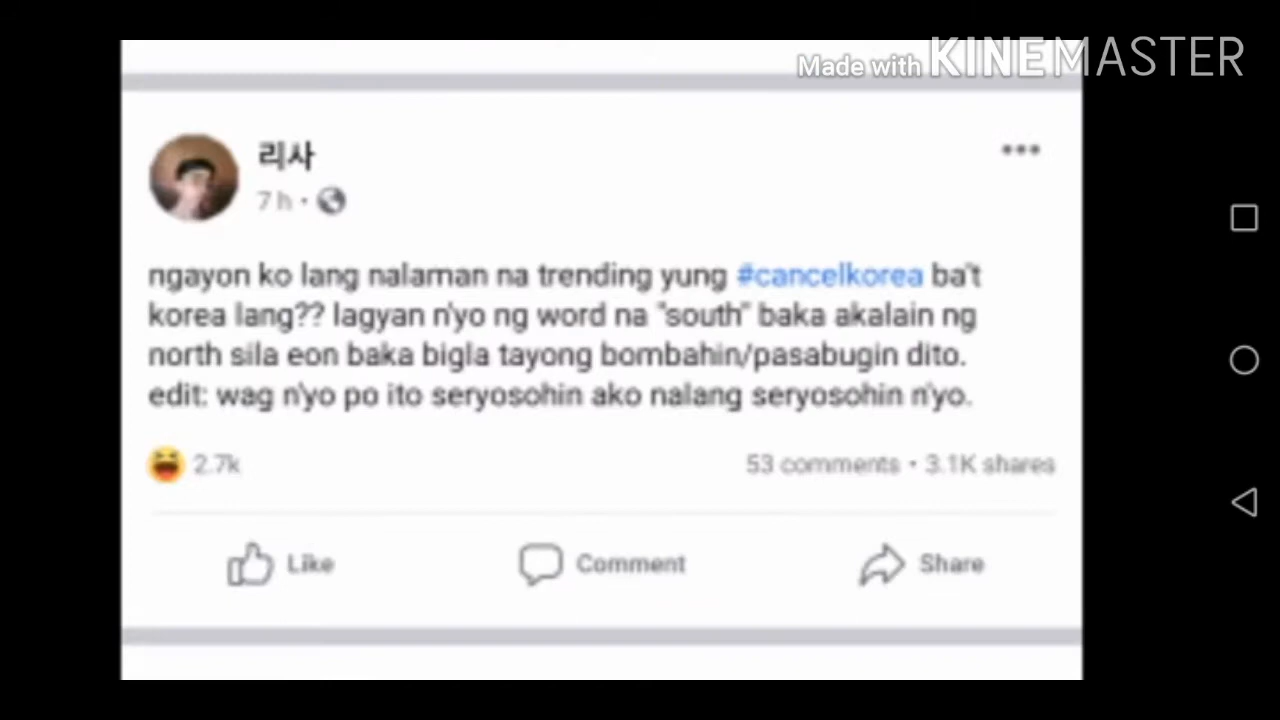 Made with KINEMASTER
리사
7 h
ngayon ko lang nalaman na trending yung #cancelkorea ba't
korea lang?? lagyan n'yo ng word na "south" baka akalain ng
north sila eon baka bigla tayong bombahin/pasabugin dito.
edit: wag n'yo po ito seryosohin ako nalang seryosohin n'yo.
2.7k
53 comments • 3.1K shares
Like
Comment
Share